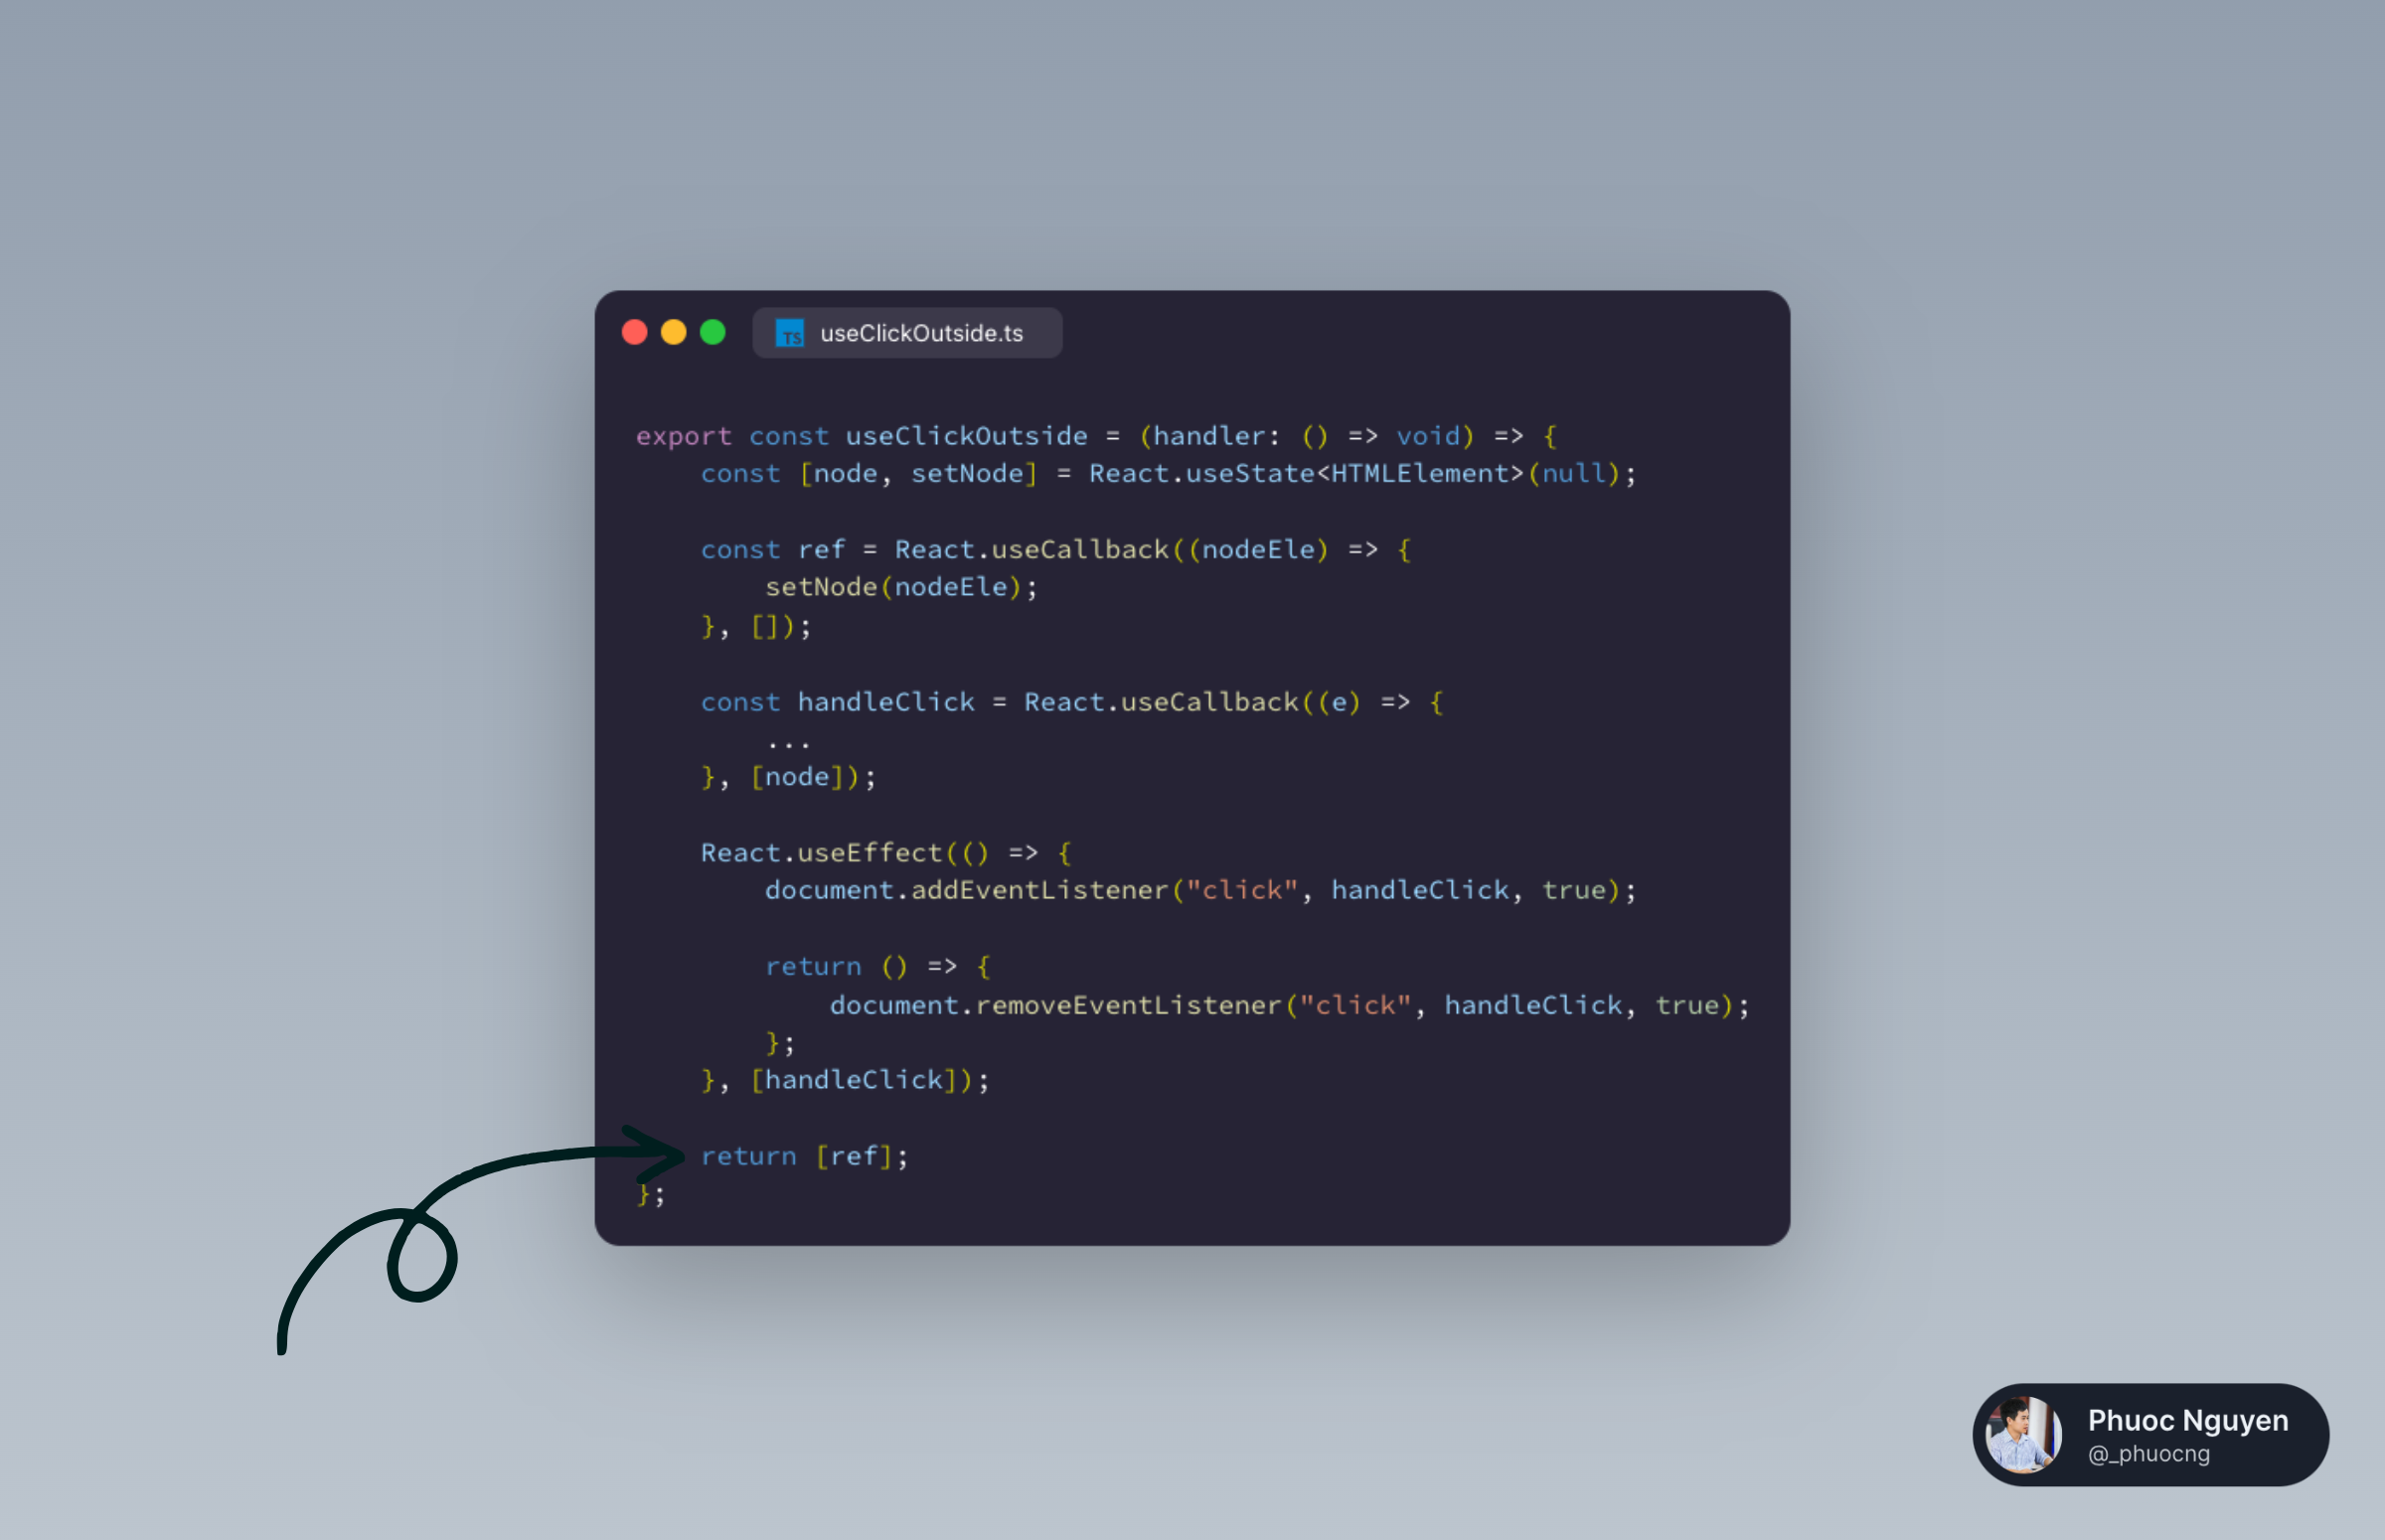 TS useClickOutside.ts
export const useClickOutside = (handler: () => void) => {
    const [node, setNode] = React.useState<HTMLElement>(null);

    const ref = React.useCallback((nodeEle) => {
        setNode(nodeEle);
    }, []);

    const handleClick = React.useCallback((e) => {
        ...
    }, [node]);

    React.useEffect(() => {
        document.addEventListener("click", handleClick, true);

        return () => {
            document.removeEventListener("click", handleClick, true);
        };
    }, [handleClick]);

    return [ref];
};
Phuoc Nguyen
@_phuocng